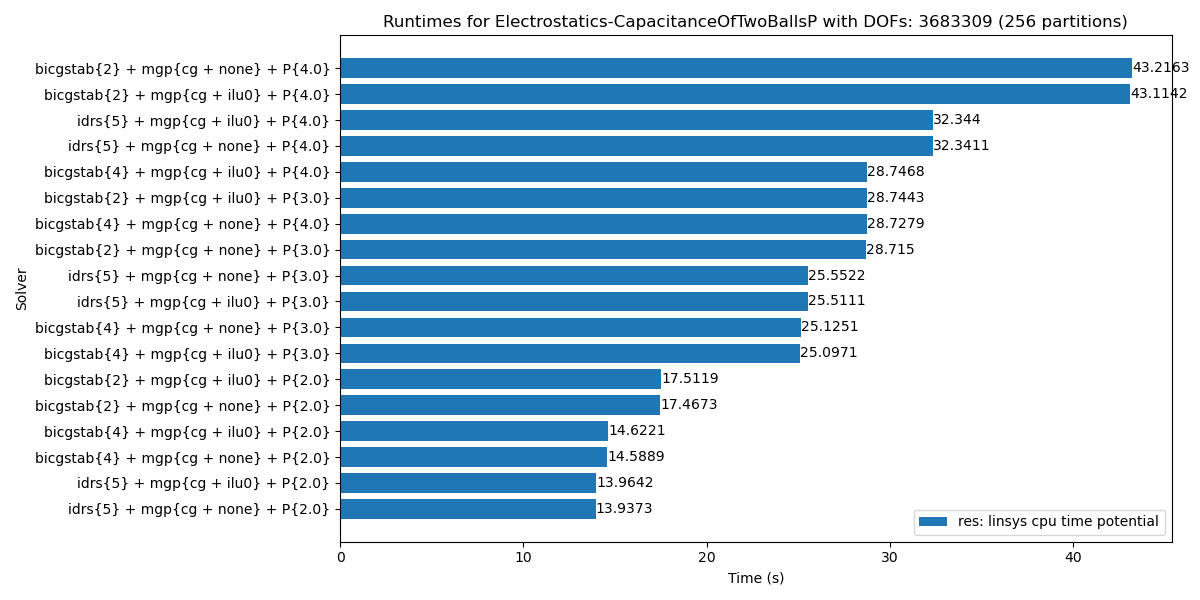 Runtimes for Electrostatics-CapacitanceOfTwoBallsP with DOFs: 3683309 (256 partitions)
bicgstab{2} + mgp{cg + none} + P{4.0} 43.2163
bicgstab{2} + mgp{cg + ilu0} + P{4.0} 43.1142
idrs{5} + mgp{cg + ilu0} + P{4.0} 32.344
idrs{5} + mgp{cg + none} + P{4.0} 32.3411
bicgstab{4} + mgp{cg + ilu0} + P{4.0} 28.7468
bicgstab{2} + mgp{cg + ilu0} + P{3.0} 28.7443
bicgstab{4} + mgp{cg + none} + P{4.0} 28.7279
bicgstab{2} + mgp{cg + none} + P{3.0} 28.715
idrs{5} + mgp{cg + none} + P{3.0} 25.5522
idrs{5} + mgp{cg + ilu0} + P{3.0} 25.5111
bicgstab{4} + mgp{cg + none} + P{3.0} 25.1251
bicgstab{4} + mgp{cg + ilu0} + P{3.0} 25.0971
bicgstab{2} + mgp{cg + ilu0} + P{2.0} 17.5119
bicgstab{2} + mgp{cg + none} + P{2.0} 17.4673
bicgstab{4} + mgp{cg + ilu0} + P{2.0} 14.6221
bicgstab{4} + mgp{cg + none} + P{2.0} 14.5889
idrs{5} + mgp{cg + ilu0} + P{2.0} 13.9642
idrs{5} + mgp{cg + none} + P{2.0} 13.9373
Solver
res: linsys cpu time potential
0 10 20 30 40
Time (s)